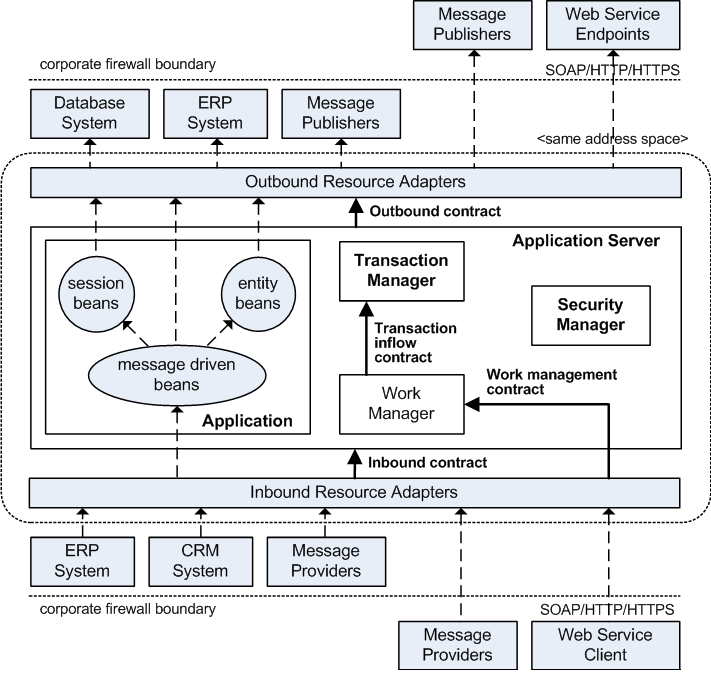 Message
Publishers
Web Service
Endpoints
corporate firewall boundary
SOAP/HTTP/HTTPS
Database
System
ERP
System
Message
Publishers
<same address space>
Outbound Resource Adapters
Outbound contract
Application Server
session
beans
entity
beans
Transaction
Manager
Security
Manager
Transaction
inflow
contract
message driven
beans
Work management
contract
Work
Manager
Application
Inbound contract
Inbound Resource Adapters
ERP
System
CRM
System
Message
Providers
corporate firewall boundary
SOAP/HTTP/HTTPS
Message
Providers
Web Service
Client